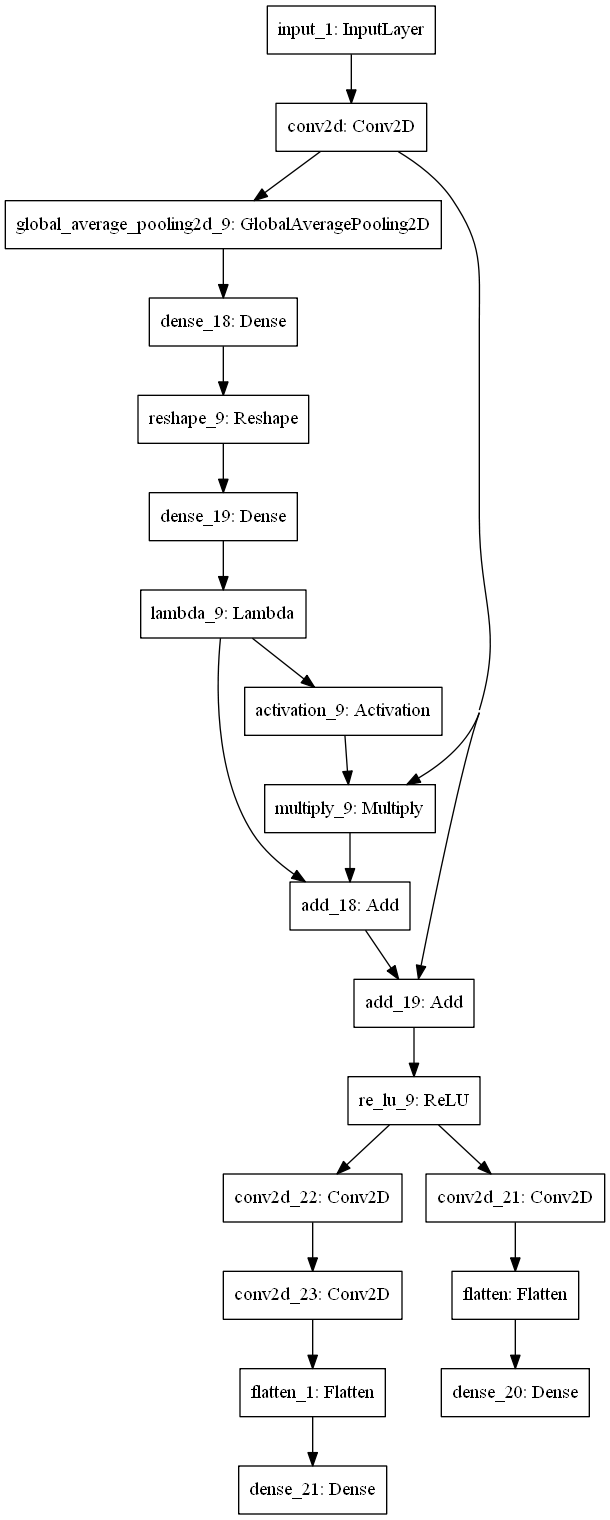 input_1: InputLayer
conv2d: Conv2D
global_average_pooling2d_9: GlobalAveragePooling2D
dense_18: Dense
reshape_9: Reshape
dense_19: Dense
lambda_9: Lambda
activation_9: Activation
multiply_9: Multiply
add_18: Add
add_19: Add
re_lu_9: ReLU
conv2d_22: Conv2D
conv2d_21: Conv2D
conv2d_23: Conv2D
flatten: Flatten
flatten_1: Flatten
dense_20: Dense
dense_21: Dense